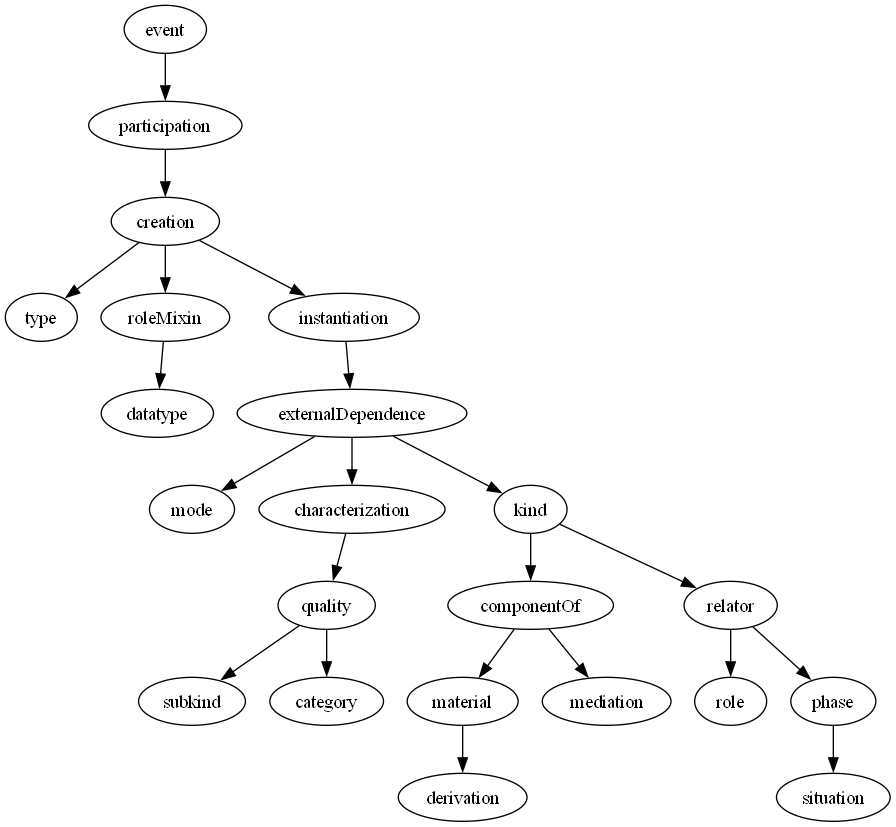 event
participation
creation
type
roleMixin
instantiation
datatype
externalDependence
mode
characterization
kind
quality
componentOf
relator
subkind
category
material
mediation
role
phase
derivation
situation